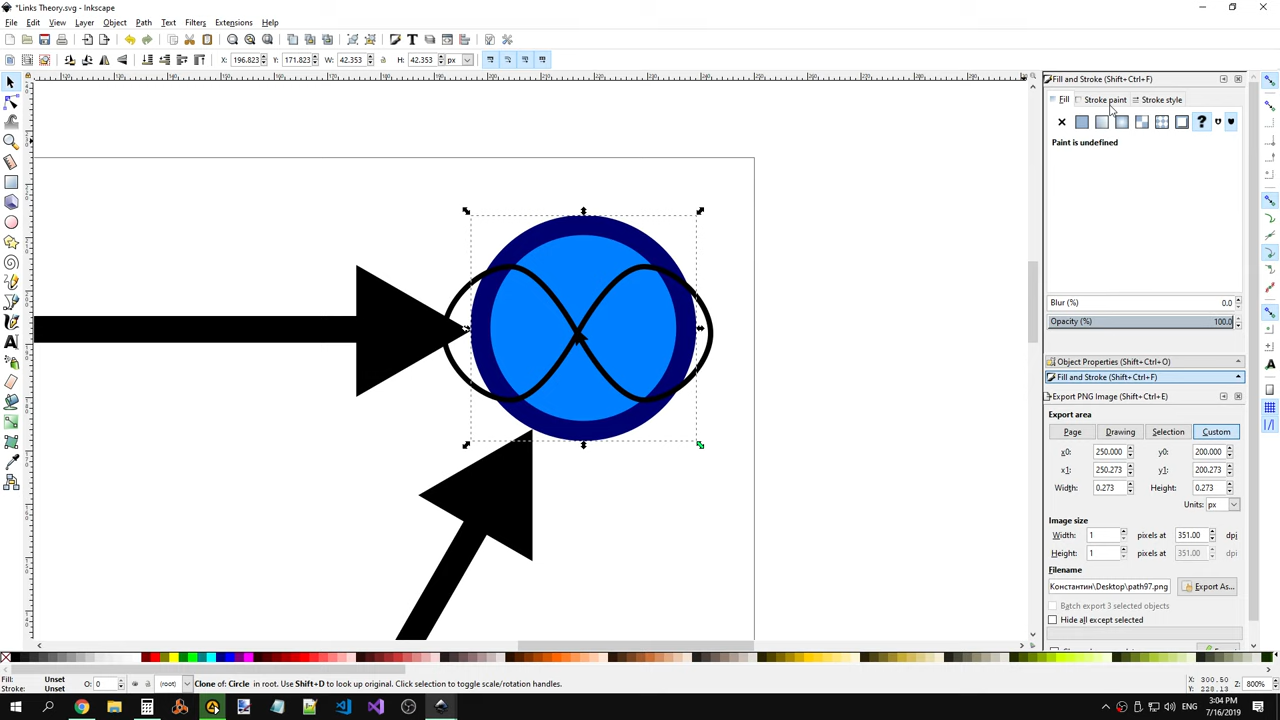 *Links Theory.svg - Inkscape
File Edit View Layer Object Path Text Filters Extensions Help
X: 196.823 Y: 171.823 W: 42.353 H: 42.353 px
Fill and Stroke (Shift+Ctrl+F)
Fill Stroke paint Stroke style
Paint is undefined
Blur (%) 0.0
Opacity (%) 100.0
Object Properties (Shift+Ctrl+O)
Fill and Stroke (Shift+Ctrl+F)
Export PNG Image (Shift+Ctrl+E)
Export area
Page Drawing Selection Custom
x0: 250.000 y0: 200.000
x1: 250.273 y1: 200.273
Width: 0.273 Height: 0.273
Units: px
Image size
Width: 1 pixels at 351.00 dpi
Height: 1 pixels at 351.00 dpi
Filename
Константин\Desktop\path97.png Export As...
Batch export 3 selected objects
Hide all except selected
Fill: Unset
Stroke: Unset
O: 0 (root) Clone of: Circle in root. Use Shift+D to look up original. Click selection to toggle scale/rotation handles.
X: 300.50
Y: 220.13
Z: 800%
ENG 3:04 PM
7/16/2019